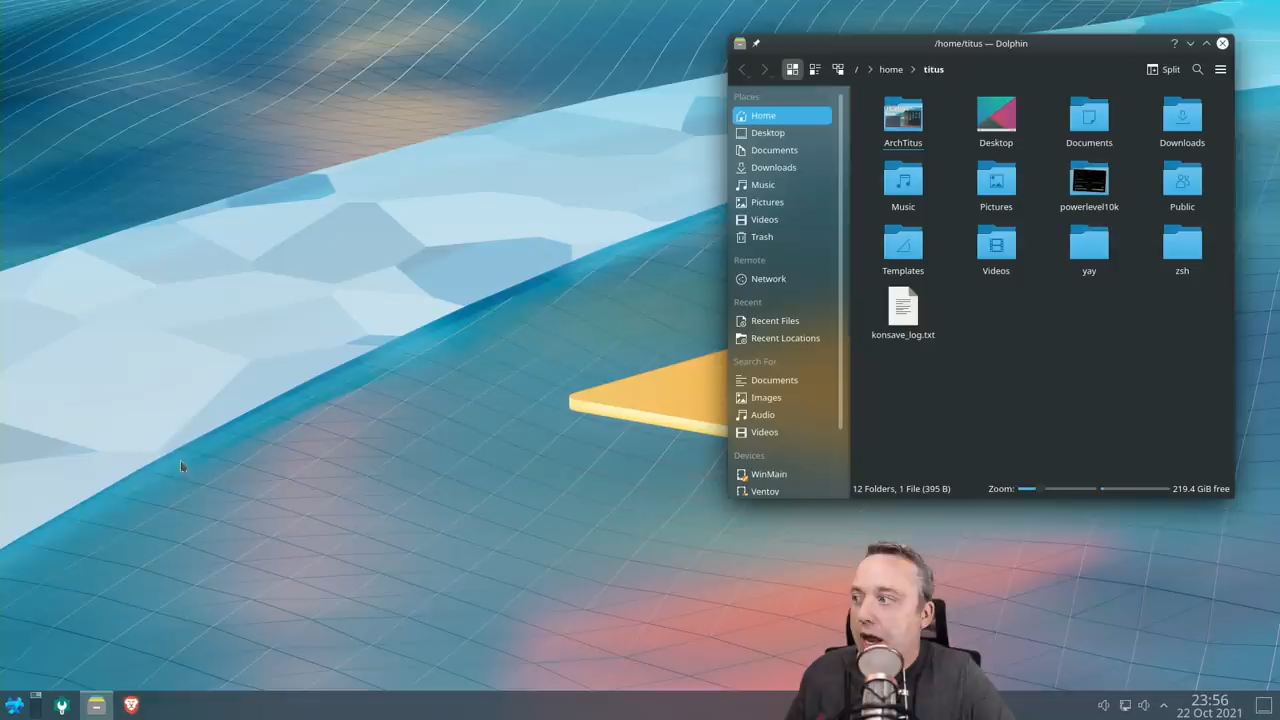 /home/titus — Dolphin
/ > home > titus
Split
Places
Home
Desktop
Documents
Downloads
Music
Pictures
Videos
Trash
Remote
Network
Recent
Recent Files
Recent Locations
Search For
Documents
Images
Audio
Videos
Devices
WinMain
Ventoy
ArchTitus
Desktop
Documents
Downloads
Music
Pictures
powerlevel10k
Public
Templates
Videos
yay
zsh
konsave_log.txt
12 Folders, 1 File (395 B)
Zoom:
219.4 GiB free
23:56
22 Oct 2021